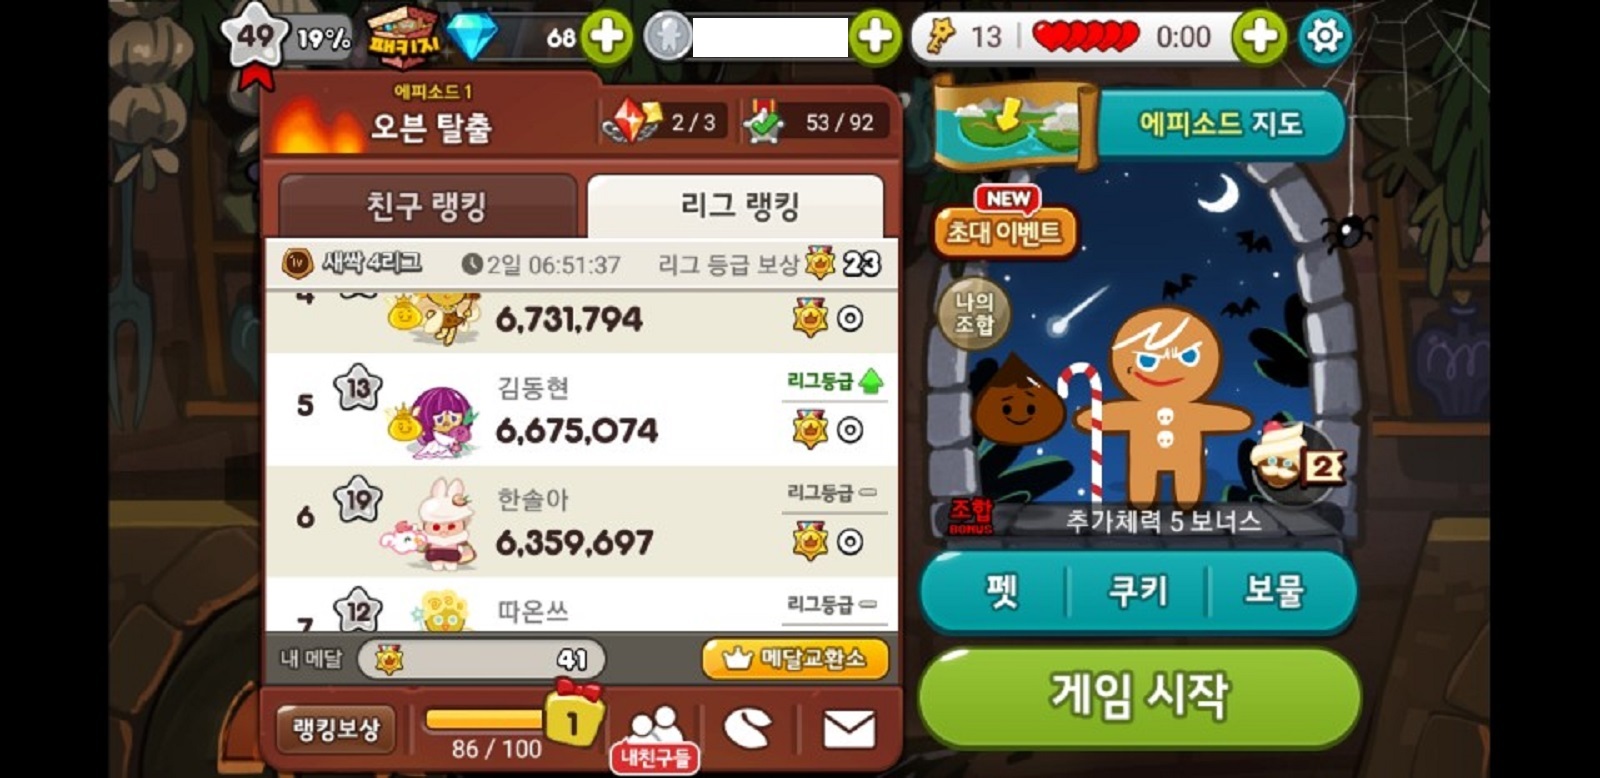 49 19% 패키지 68 13 0:00
에피소드 1
오븐 탈출 2 / 3 53 / 92
친구 랭킹 리그 랭킹
IV 새싹 4리그 2일 06:51:37 리그 등급 보상 23
4 6,731,794
5 13 김동현 리그등급
6,675,074
6 19 한솔아 리그등급
6,359,697
7 12 따온쓰 리그등급
내 메달 41 메달교환소
랭킹보상 86 / 100 1 내친구들
에피소드 지도
NEW
초대 이벤트
나의
조합
2
조합
BONUS
추가체력 5 보너스
펫 쿠키 보물
게임 시작